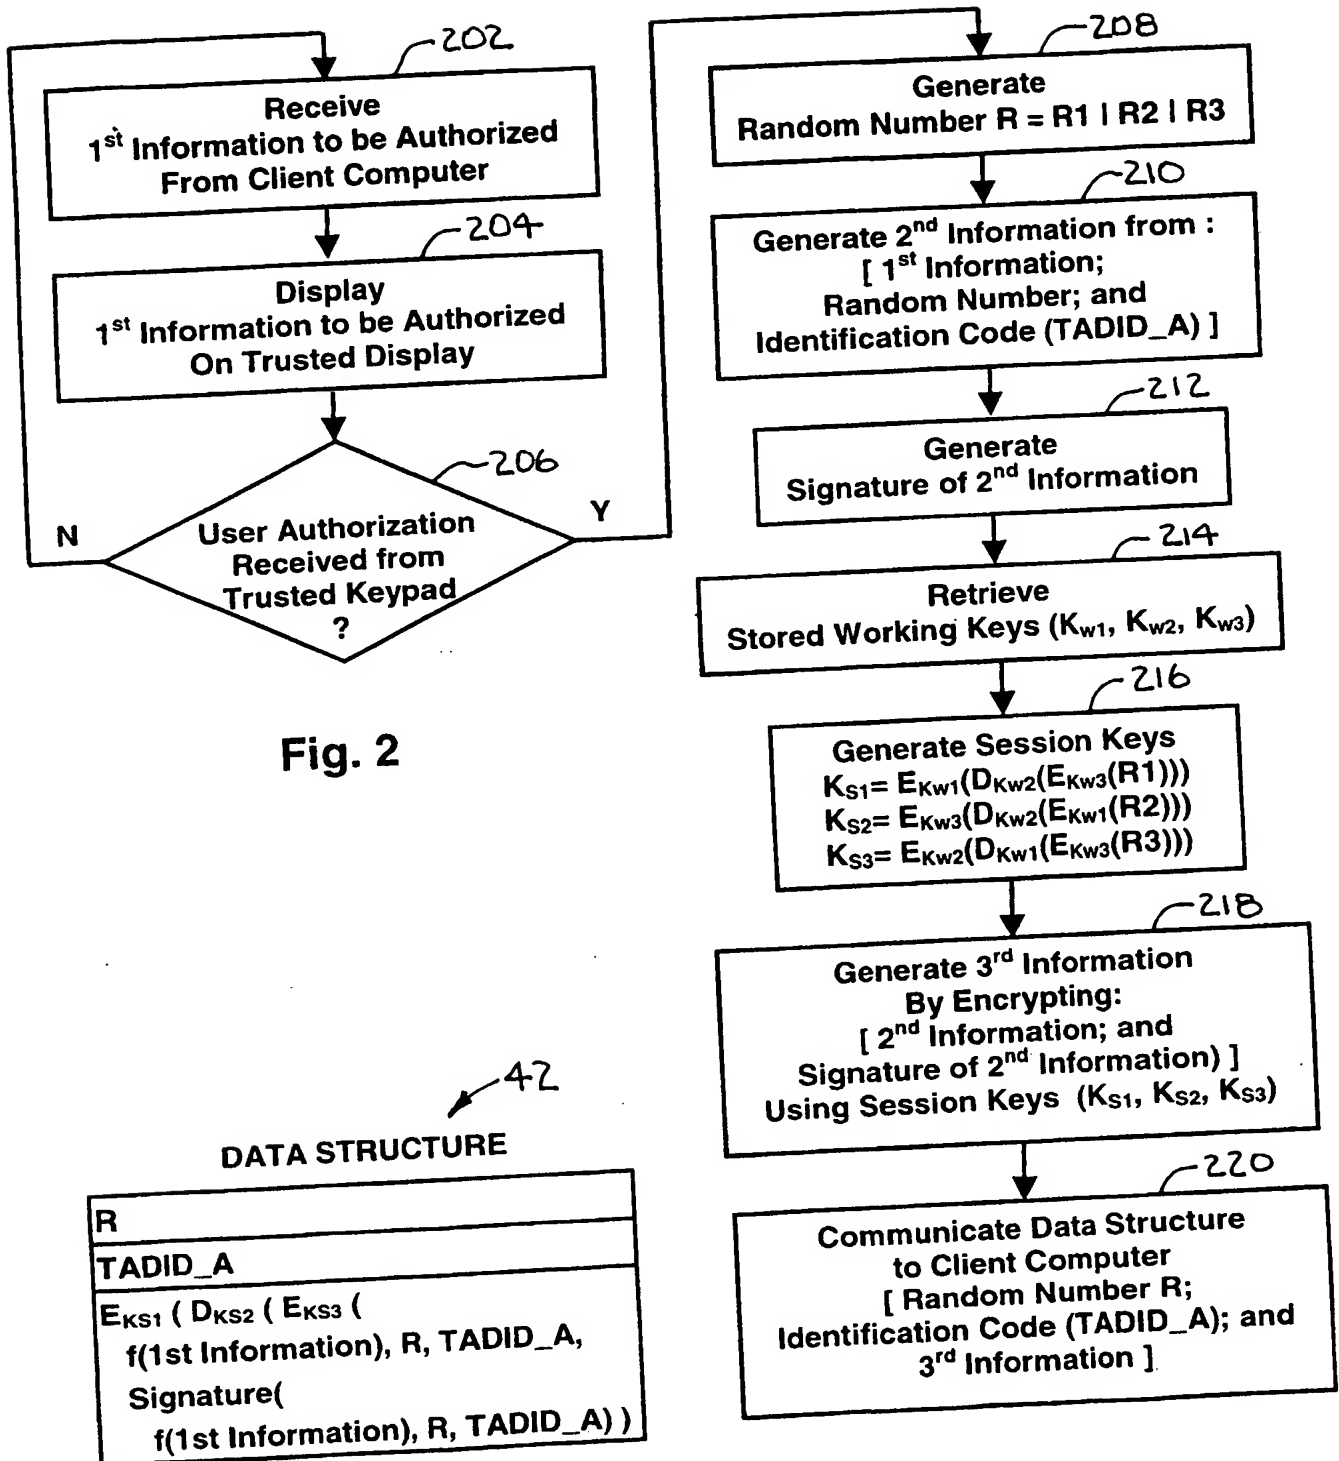 202
Receive
1st Information to be Authorized
From Client Computer
204
Display
1st Information to be Authorized
On Trusted Display
206
User Authorization
Received from
Trusted Keypad
?
N
Y
Fig. 2
208
Generate
Random Number R = R1 | R2 | R3
210
Generate 2nd Information from :
[ 1st Information;
Random Number; and
Identification Code (TADID_A) ]
212
Generate
Signature of 2nd Information
214
Retrieve
Stored Working Keys (Kw1, Kw2, Kw3)
216
Generate Session Keys
KS1= EKw1(DKw2(EKw3(R1)))
KS2= EKw3(DKw2(EKw1(R2)))
KS3= EKw2(DKw1(EKw3(R3)))
218
Generate 3rd Information
By Encrypting:
[ 2nd Information; and
Signature of 2nd Information) ]
Using Session Keys (KS1, KS2, KS3)
220
Communicate Data Structure
to Client Computer
[ Random Number R;
Identification Code (TADID_A); and
3rd Information ]
42
DATA STRUCTURE
R
TADID_A
EKS1 ( DKS2 ( EKS3 (
f(1st Information), R, TADID_A,
Signature(
f(1st Information), R, TADID_A) )